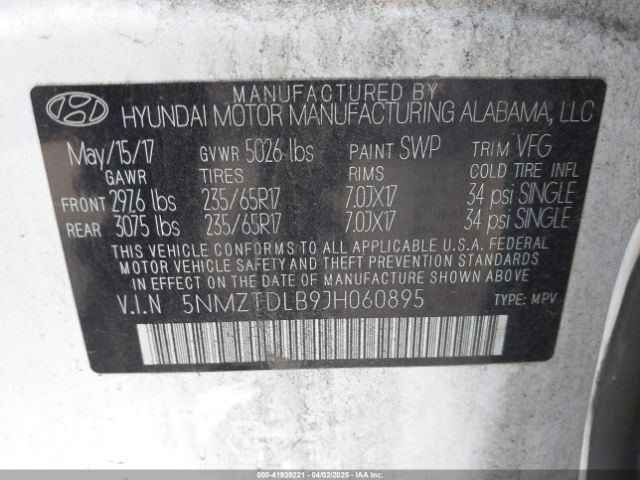 MANUFACTURED BY
HYUNDAI MOTOR MANUFACTURING ALABAMA, LLC
May/15/17 GVWR 5026 lbs PAINT SWP TRIM VFG
GAWR TIRES RIMS COLD TIRE INFL
FRONT 2976 lbs 235/65R17 7.0JX17 34 psi SINGLE
REAR 3075 lbs 235/65R17 7.0JX17 34 psi SINGLE
THIS VEHICLE CONFORMS TO ALL APPLICABLE U.S.A. FEDERAL
MOTOR VEHICLE SAFETY AND THEFT PREVENTION STANDARDS
IN EFFECT ON THE DATE OF MANUFACTURE SHOWN ABOVE.
V.I.N 5NMZTDLB9JH060895 TYPE: MPV
000-41939221 - 04/02/2025 - COPART.COM